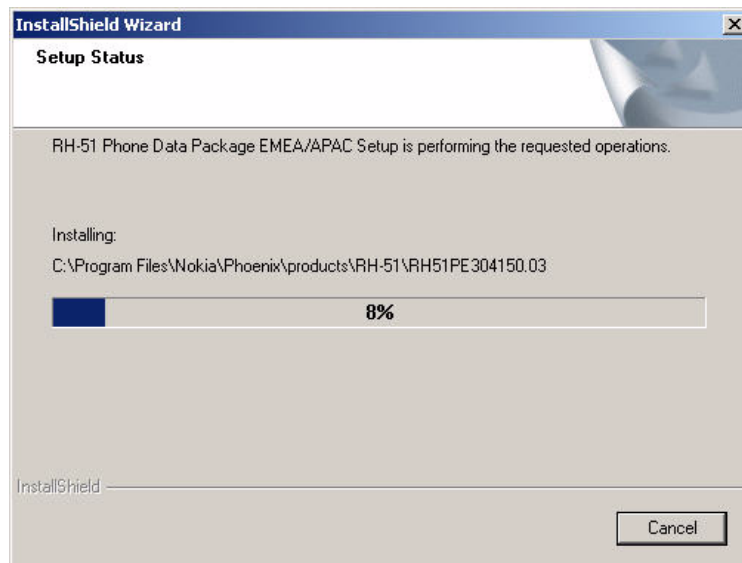 InstallShield Wizard
Setup Status
RH-51 Phone Data Package EMEA/APAC Setup is performing the requested operations.
Installing:
C:\Program Files\Nokia\Phoenix\products\RH-51\RH51PE304150.03
8%
InstallShield
Cancel